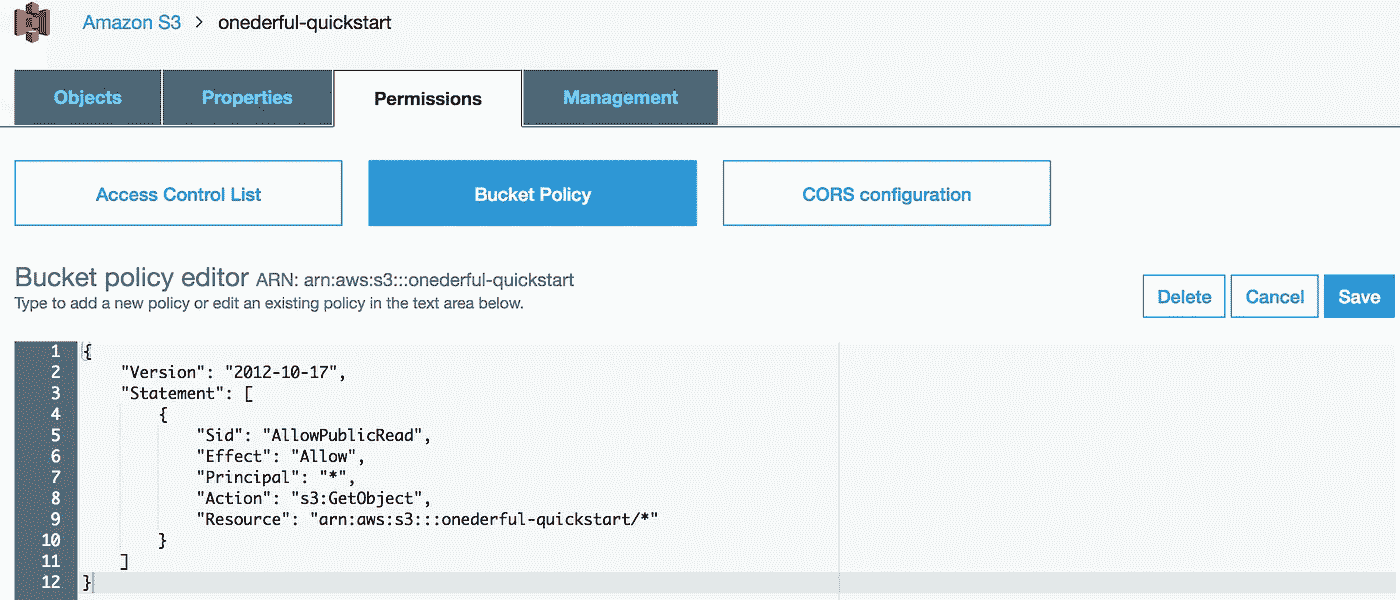 Amazon S3 > onederful-quickstart
Objects Properties Permissions Management
Access Control List Bucket Policy CORS configuration
Bucket policy editor ARN: arn:aws:s3:::onederful-quickstart
Type to add a new policy or edit an existing policy in the text area below.
Delete Cancel Save
1 {
2 "Version": "2012-10-17",
3 "Statement": [
4 {
5 "Sid": "AllowPublicRead",
6 "Effect": "Allow",
7 "Principal": "*",
8 "Action": "s3:GetObject",
9 "Resource": "arn:aws:s3:::onederful-quickstart/*"
10 }
11 ]
12 }